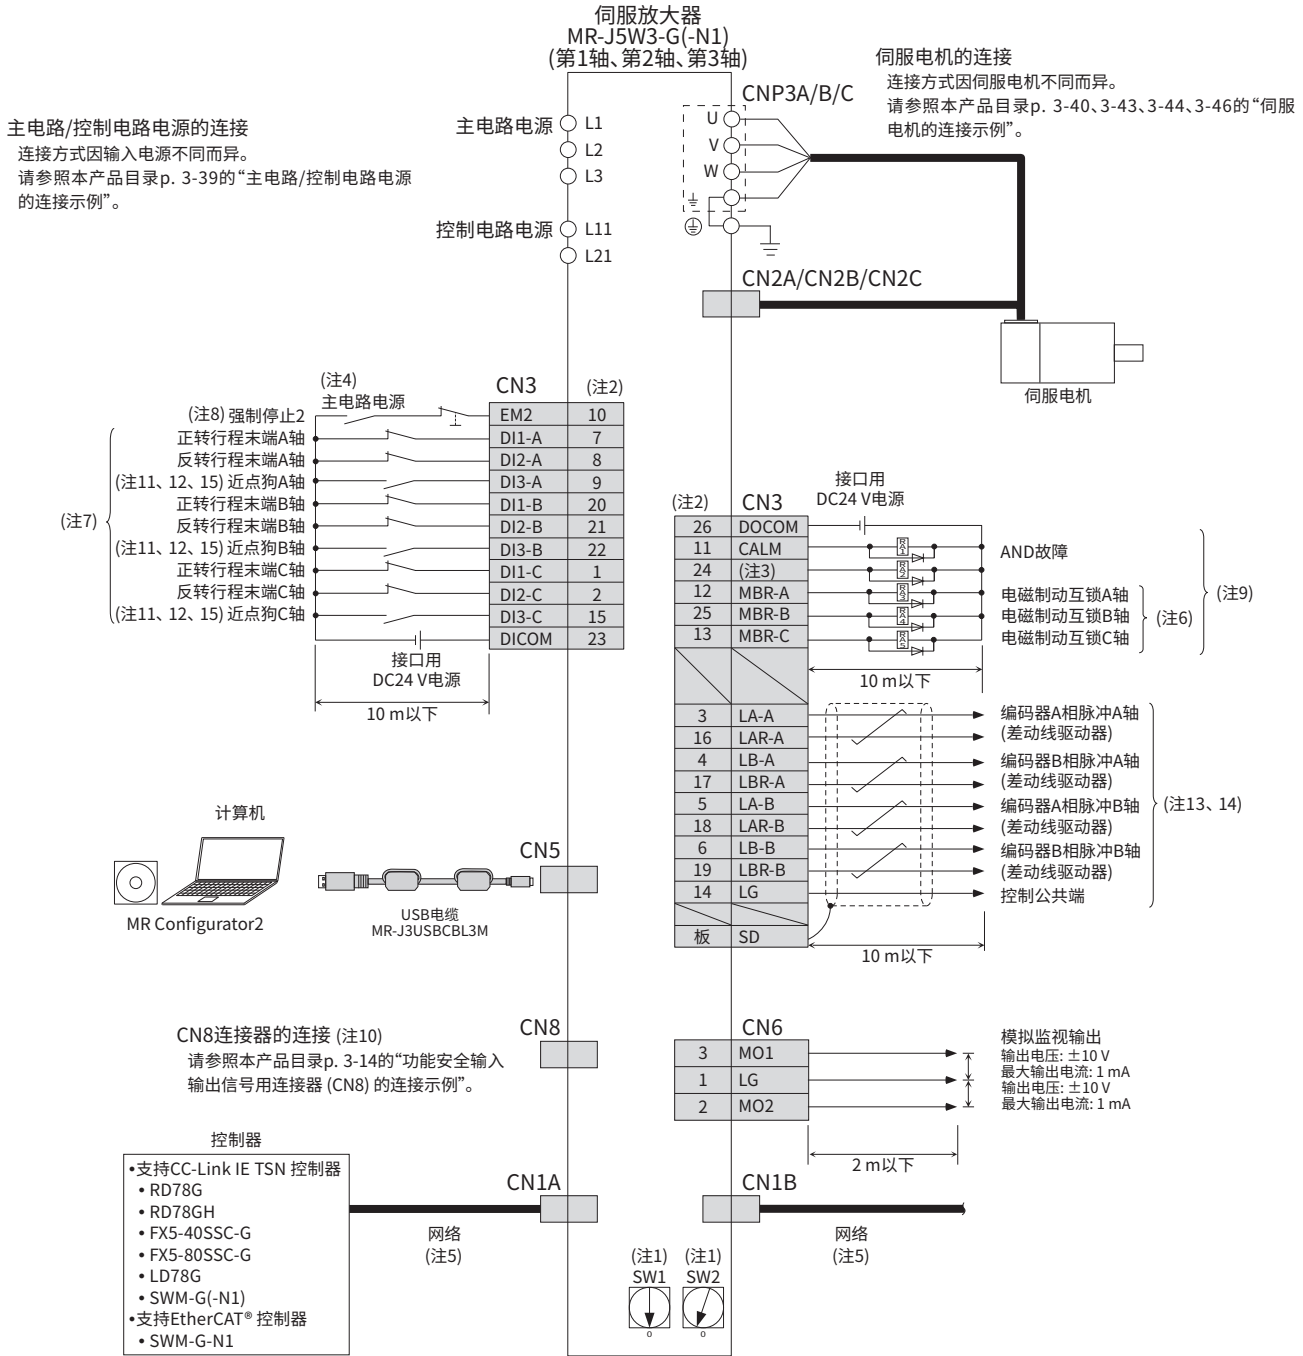 伺服放大器
MR-J5W3-G(-N1)
(第1轴、第2轴、第3轴)
主电路/控制电路电源的连接
连接方式因输入电源不同而异。
请参照本产品目录p. 3-39的“主电路/控制电路电源
的连接示例”。
主电路电源
L1
L2
L3
控制电路电源
L11
L21
CNP3A/B/C
U
V
W
伺服电机的连接
连接方式因伺服电机不同而异。
请参照本产品目录p. 3-40、3-43、3-44、3-46的“伺服
电机的连接示例”。
CN2A/CN2B/CN2C
伺服电机
(注4)
主电路电源
CN3
(注2)
(注8) 强制停止2 EM2 10
正转行程末端A轴 DI1-A 7
反转行程末端A轴 DI2-A 8
(注11、12、15) 近点狗A轴 DI3-A 9
正转行程末端B轴 DI1-B 20
反转行程末端B轴 DI2-B 21
(注11、12、15) 近点狗B轴 DI3-B 22
正转行程末端C轴 DI1-C 1
反转行程末端C轴 DI2-C 2
(注11、12、15) 近点狗C轴 DI3-C 15
DICOM 23
(注7)
接口用
DC24 V电源
10 m以下
(注2)
CN3
接口用
DC24 V电源
26 DOCOM
11 CALM RA1 AND故障
24 (注3) RA2
12 MBR-A RA3 电磁制动互锁A轴
25 MBR-B RA4 电磁制动互锁B轴
13 MBR-C RA5 电磁制动互锁C轴
(注6)
(注9)
10 m以下
3 LA-A 编码器A相脉冲A轴
16 LAR-A (差动线驱动器)
4 LB-A 编码器B相脉冲A轴
17 LBR-A (差动线驱动器)
5 LA-B 编码器A相脉冲B轴
18 LAR-B (差动线驱动器)
6 LB-B 编码器B相脉冲B轴
19 LBR-B (差动线驱动器)
14 LG 控制公共端
板 SD
(注13、14)
10 m以下
计算机
MR Configurator2
USB电缆
MR-J3USBCBL3M
CN5
CN8连接器的连接 (注10)
请参照本产品目录p. 3-14的“功能安全输入
输出信号用连接器 (CN8) 的连接示例”。
CN8
CN6
3 MO1
1 LG
2 MO2
模拟监视输出
输出电压: ±10 V
最大输出电流: 1 mA
输出电压: ±10 V
最大输出电流: 1 mA
2 m以下
控制器
•支持CC-Link IE TSN 控制器
• RD78G
• RD78GH
• FX5-40SSC-G
• FX5-80SSC-G
• LD78G
• SWM-G(-N1)
•支持EtherCAT® 控制器
• SWM-G-N1
CN1A
网络
(注5)
CN1B
网络
(注5)
(注1)
SW1
0
(注1)
SW2
0